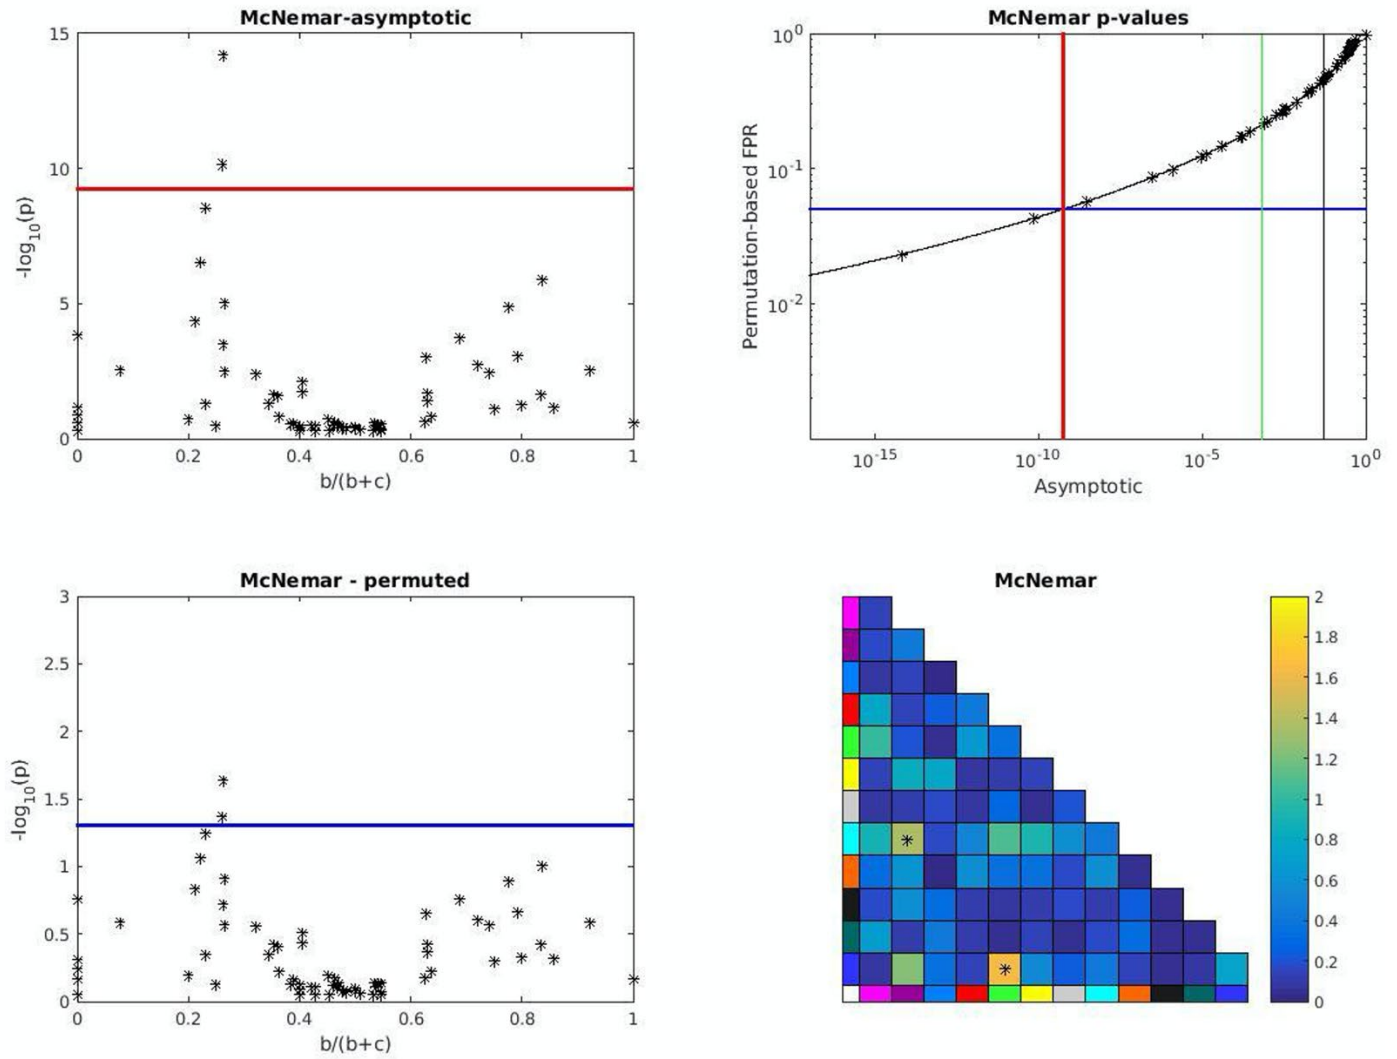 McNemar-asymptotic
15
10
5
0
-log10(p)
0 0.2 0.4 0.6 0.8 1
b/(b+c)
McNemar p-values
10^0
10^-1
10^-2
Permutation-based FPR
10^-15 10^-10 10^-5 10^0
Asymptotic
McNemar - permuted
3
2.5
2
1.5
1
0.5
0
-log10(p)
0 0.2 0.4 0.6 0.8 1
b/(b+c)
McNemar
2
1.8
1.6
1.4
1.2
1
0.8
0.6
0.4
0.2
0